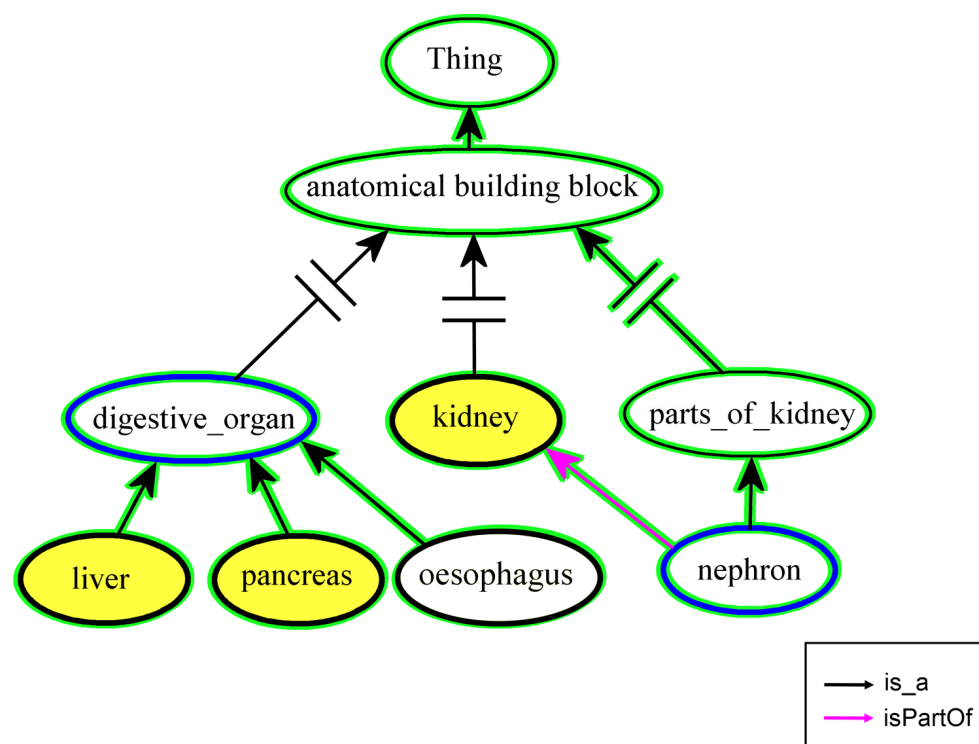 Thing
anatomical building block
digestive_organ
kidney
parts_of_kidney
liver
pancreas
oesophagus
nephron
is_a
isPartOf